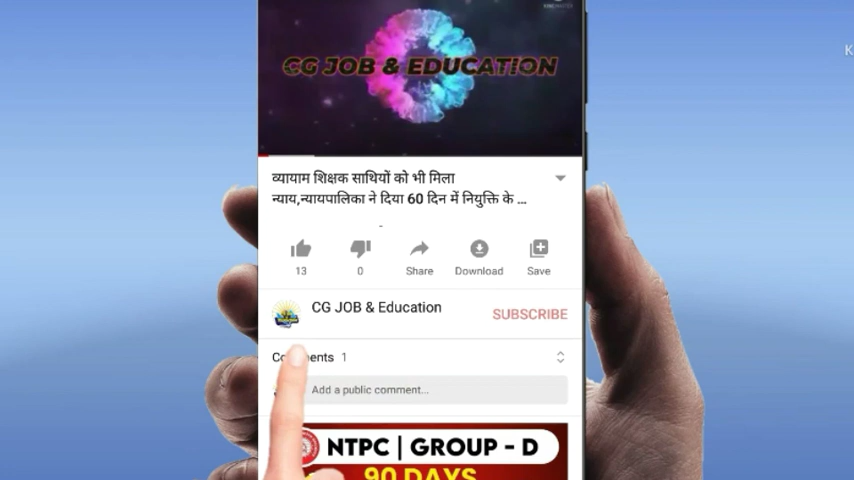 CG JOB & EDUCATION
व्यायाम शिक्षक साथियों को भी मिला
न्याय,न्यायपालिका ने दिया 60 दिन में नियुक्ति के ...
13
0
Share
Download
Save
CG JOB & Education
SUBSCRIBE
Comments 1
Add a public comment...
NTPC | GROUP - D
90 DAYS
K